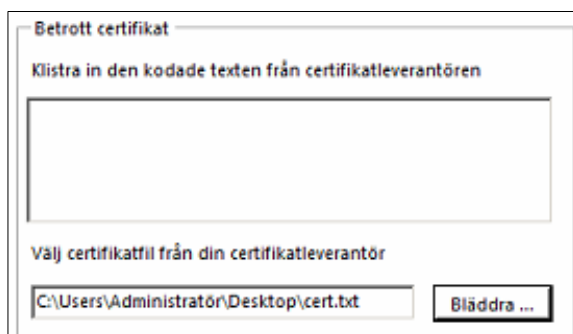 Betrott certifikat
Klistra in den kodade texten från certifikatleverantören
Välj certifikatfil från din certifikatleverantör
C:\Users\Administratör\Desktop\cert.txt
Bläddra ...